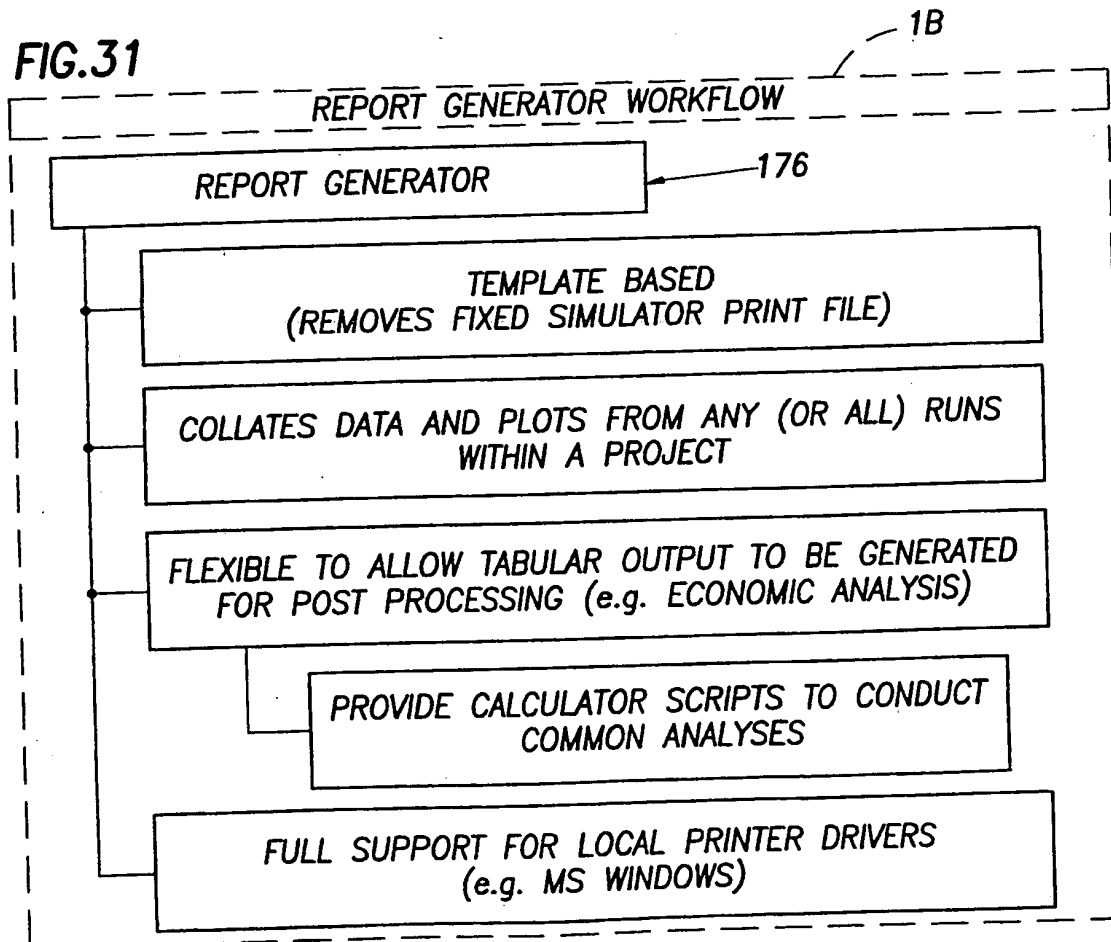 FIG.31
1B
REPORT GENERATOR WORKFLOW
REPORT GENERATOR
176
TEMPLATE BASED
(REMOVES FIXED SIMULATOR PRINT FILE)
COLLATES DATA AND PLOTS FROM ANY (OR ALL) RUNS
WITHIN A PROJECT
FLEXIBLE TO ALLOW TABULAR OUTPUT TO BE GENERATED
FOR POST PROCESSING (e.g. ECONOMIC ANALYSIS)
PROVIDE CALCULATOR SCRIPTS TO CONDUCT
COMMON ANALYSES
FULL SUPPORT FOR LOCAL PRINTER DRIVERS
(e.g. MS WINDOWS)